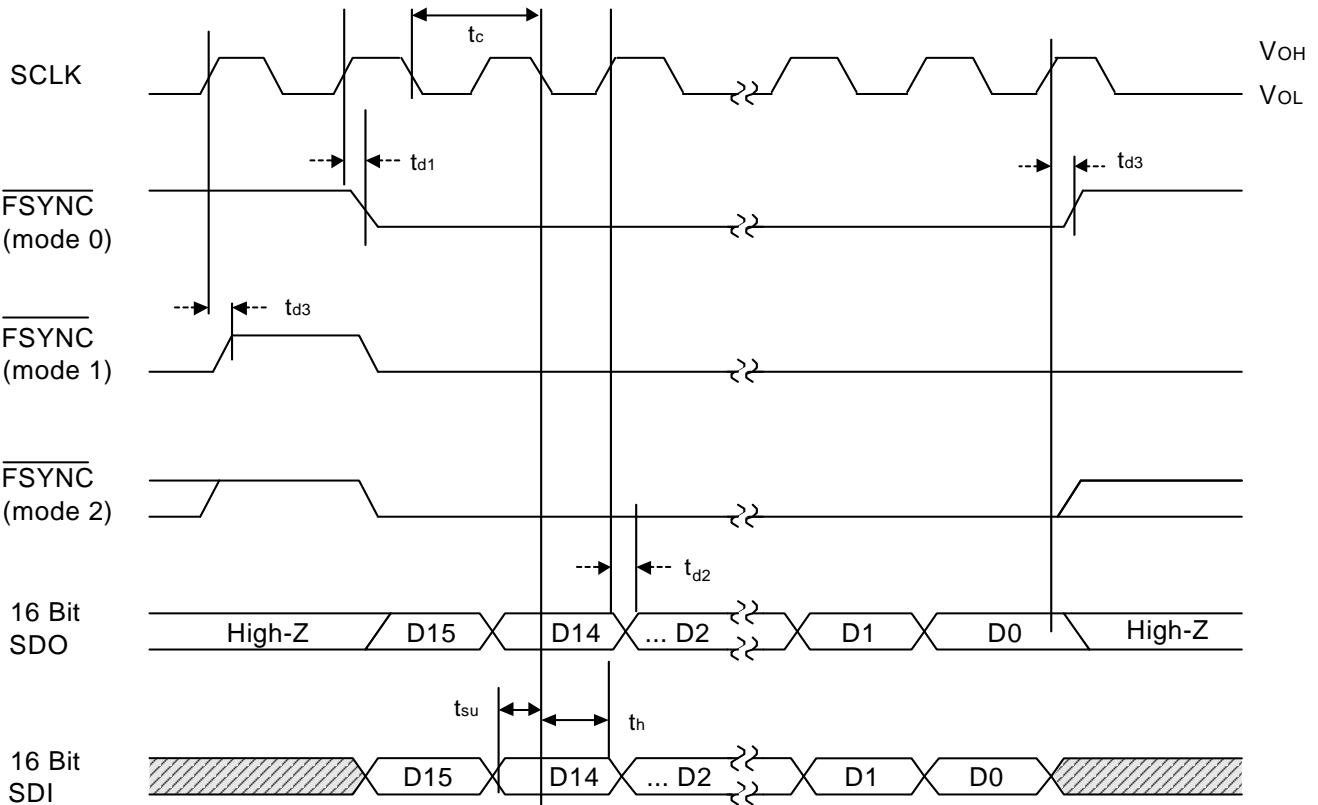 tc
SCLK
VOH
VOL
td1
td3
FSYNC
(mode 0)
td3
FSYNC
(mode 1)
FSYNC
(mode 2)
td2
16 Bit
SDO
High-Z
D15
D14
... D2
D1
D0
High-Z
tsu
th
16 Bit
SDI
D15
D14
... D2
D1
D0